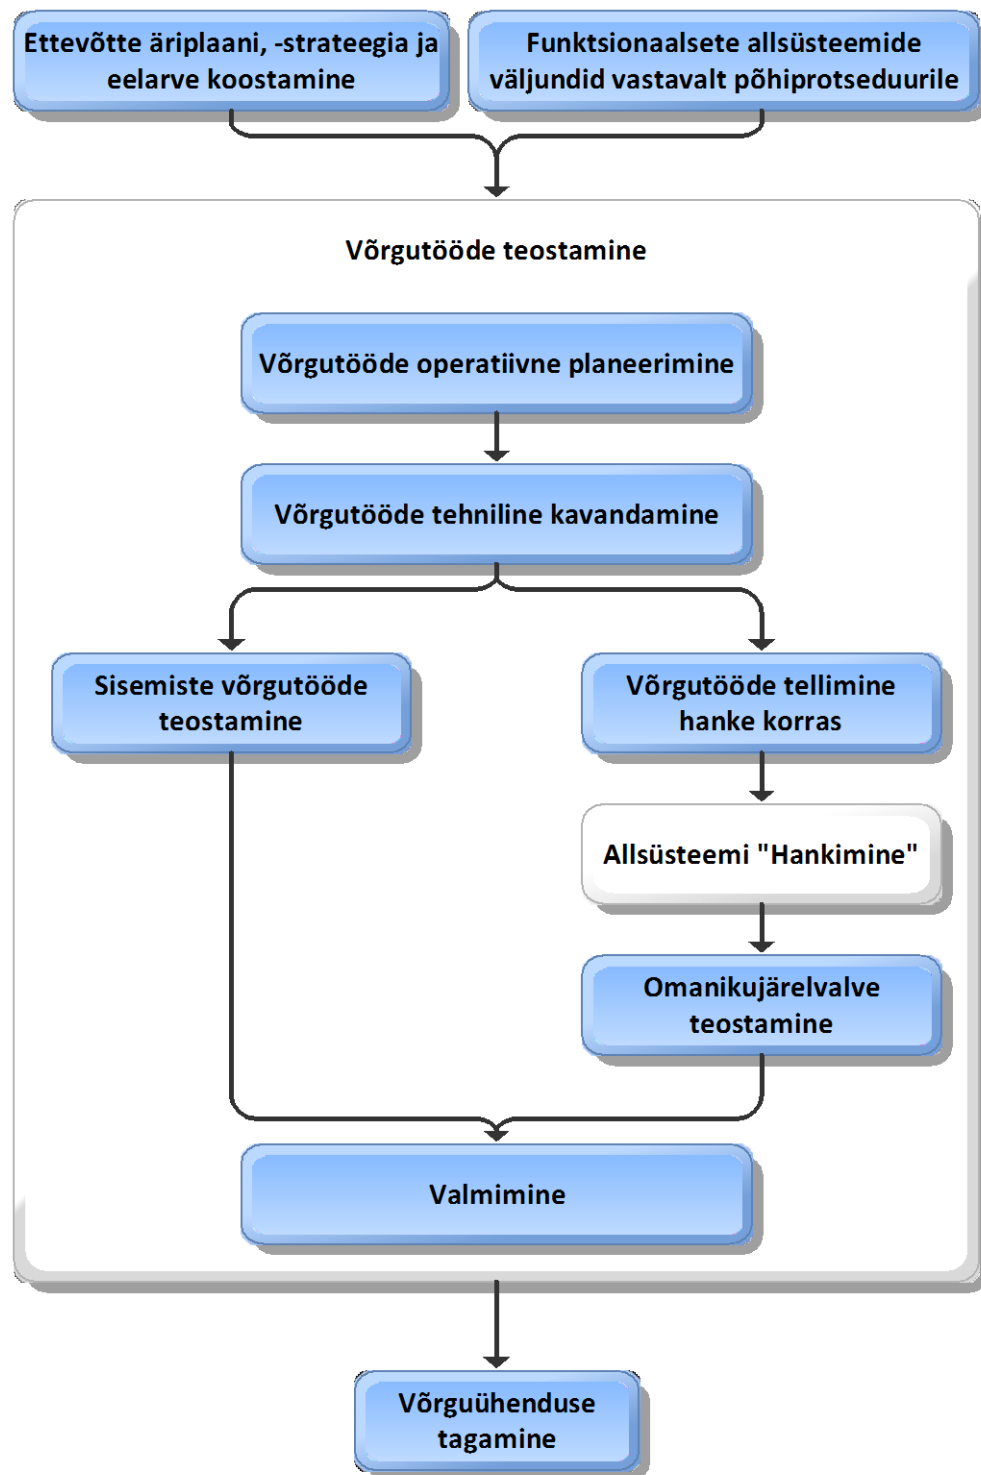 Ettevõtte äriplaani, -strateegia ja
eelarve koostamine
Funktsionaalsete allsüsteemide
väljundid vastavalt põhiprotseduurile
Võrgutööde teostamine
Võrgutööde operatiivne planeerimine
Võrgutööde tehniline kavandamine
Sisemiste võrgutööde
teostamine
Võrgutööde tellimine
hanke korras
Allsüsteemi "Hankimine"
Omanikujärelvalve
teostamine
Valmimine
Võrguühenduse
tagamine